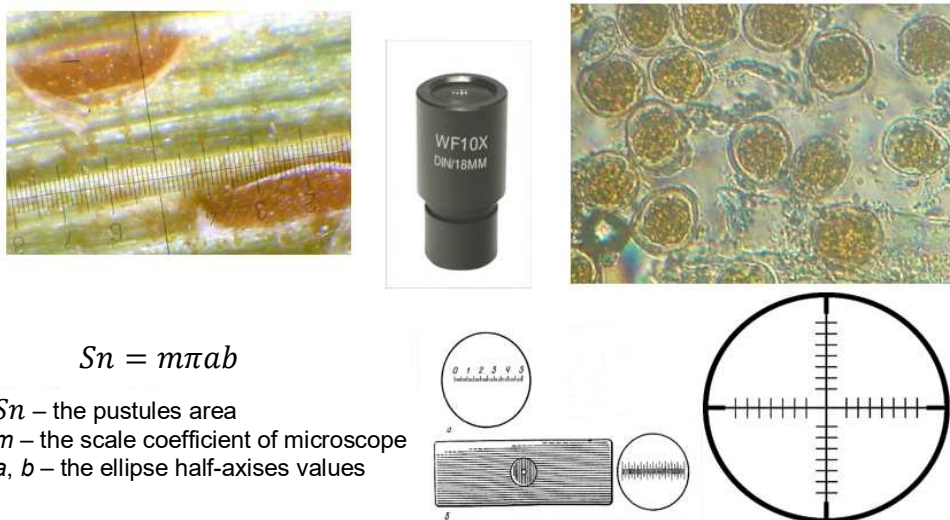 WF10X
DIN/18MM
Sn = mπab
Sn – the pustules area
m – the scale coefficient of microscope
a, b – the ellipse half-axises values
0 1 2 3 4 5
а
б